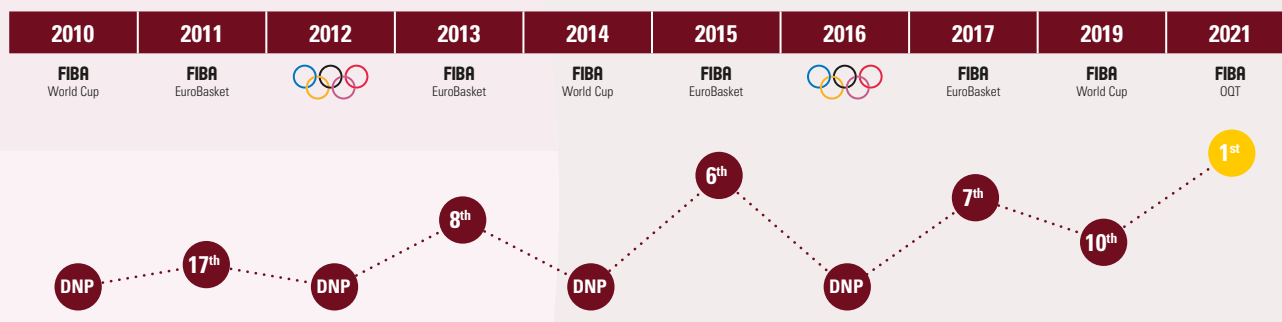 2010 2011 2012 2013 2014 2015 2016 2017 2019 2021
FIBA FIBA FIBA FIBA FIBA FIBA FIBA FIBA
World Cup EuroBasket EuroBasket World Cup EuroBasket EuroBasket World Cup OQT
1st
6th
7th
8th
10th
17th
DNP DNP DNP DNP